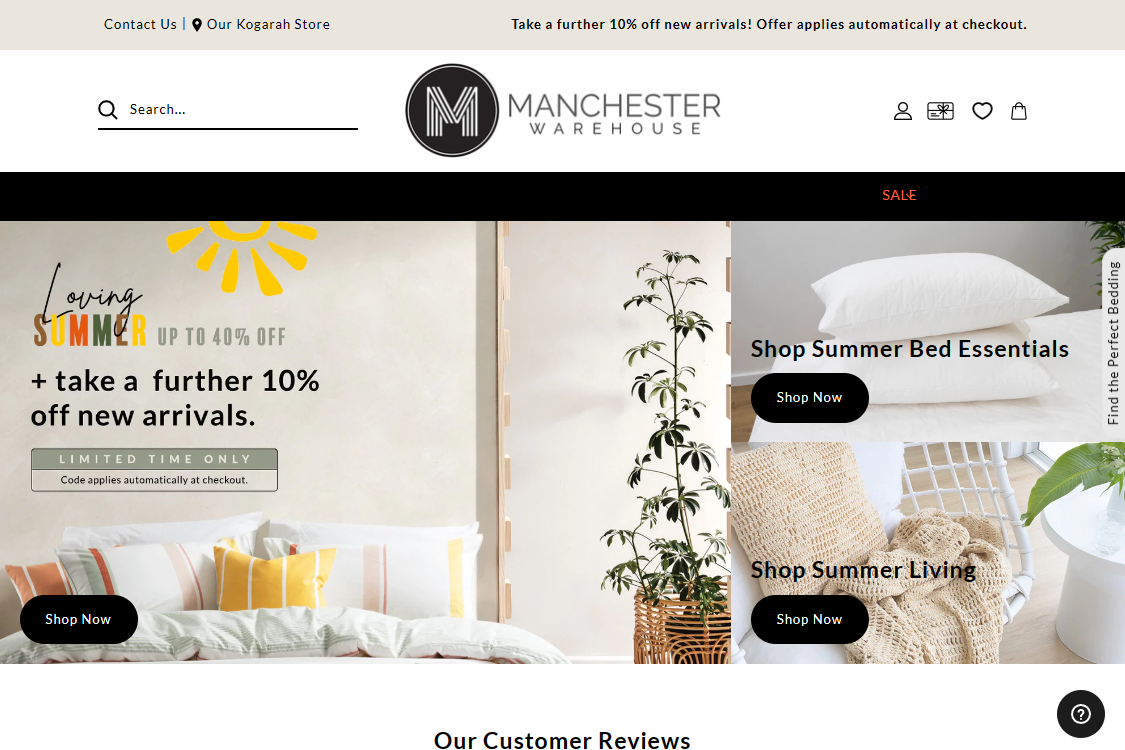 Contact Us | Our Kogarah Store
Take a further 10% off new arrivals! Offer applies automatically at checkout.
Search...
M
MANCHESTER
WAREHOUSE
SALE
Loving
SUMMER UP TO 40% OFF
+ take a further 10%
off new arrivals.
LIMITED TIME ONLY
Code applies automatically at checkout.
Shop Now
Shop Summer Bed Essentials
Shop Now
Shop Summer Living
Shop Now
Find the Perfect Bedding
Our Customer Reviews